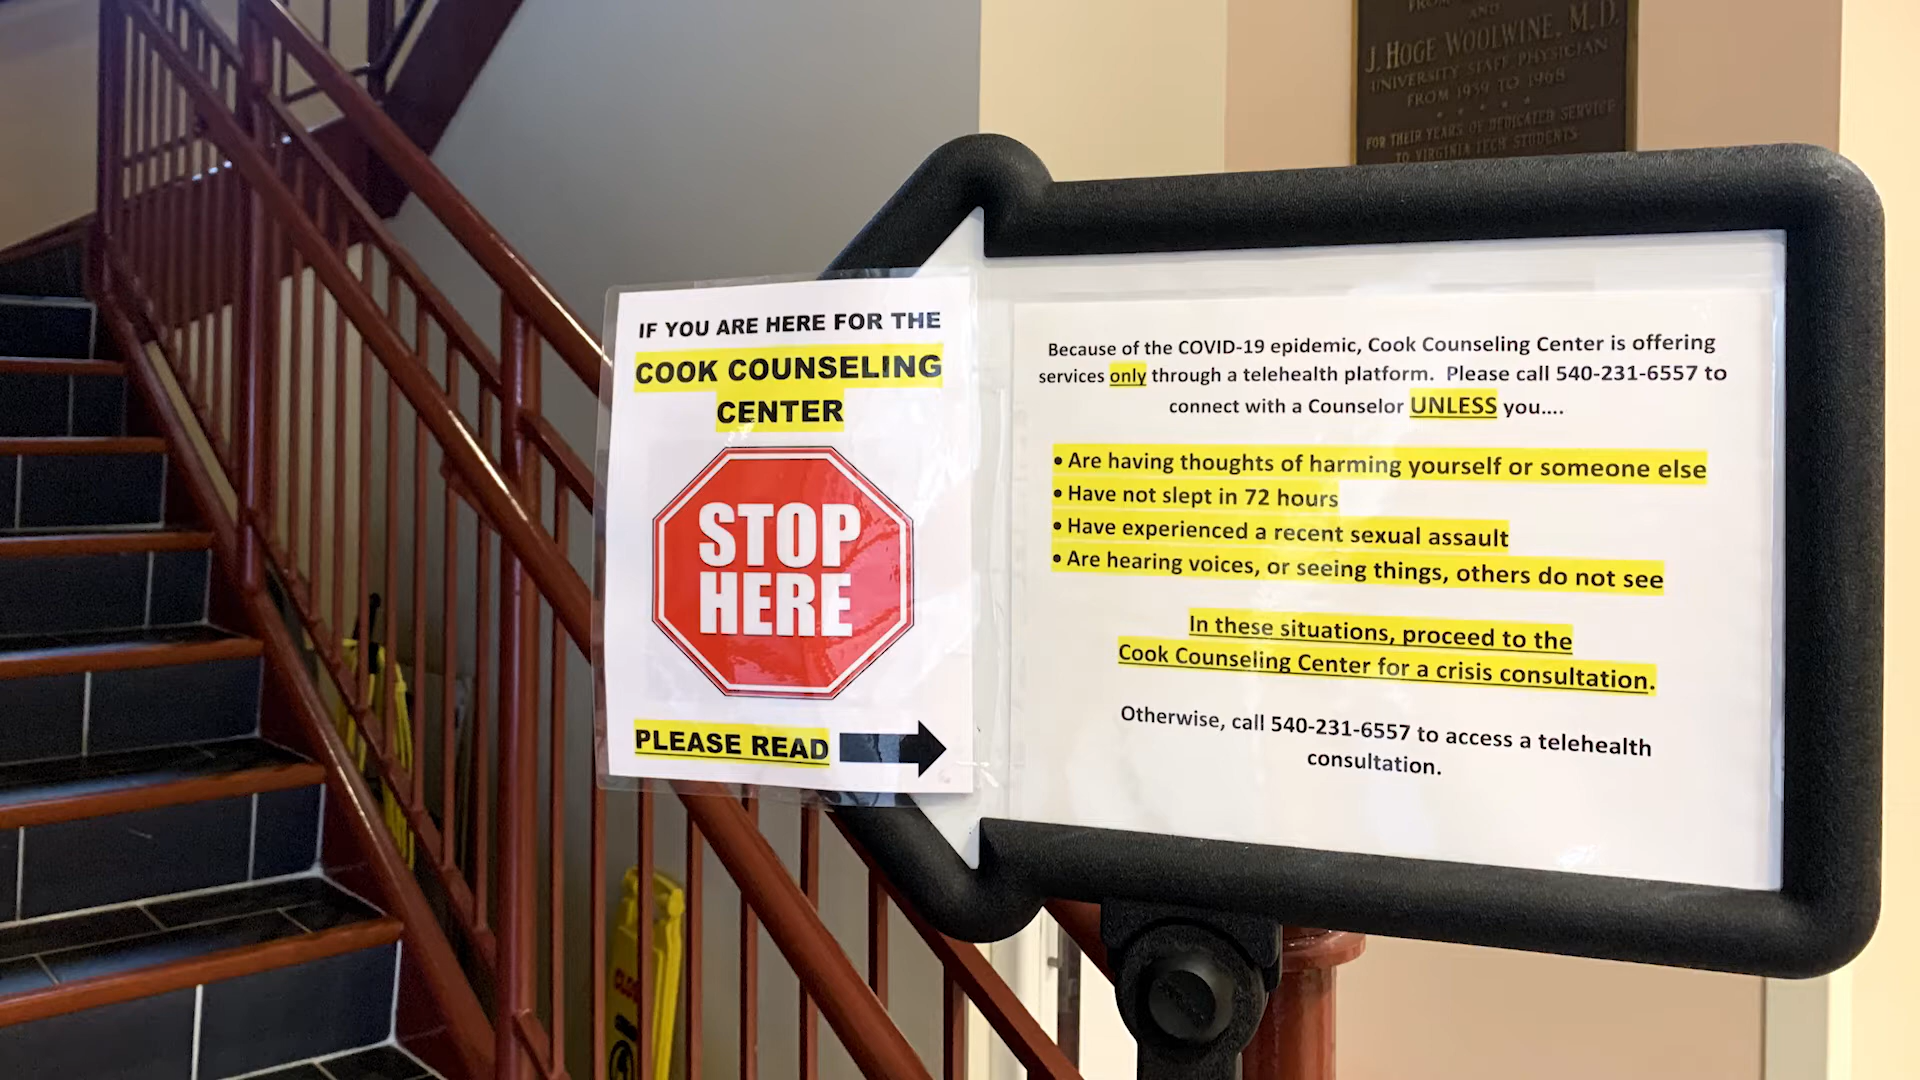 FROM
AND
J. HOGE WOOLWINE, M.D.
UNIVERSITY STAFF PHYSICIAN
FROM 1939 TO 1968
* * * *
FOR THEIR YEARS OF DEDICATED SERVICE
TO VIRGINIA TECH STUDENTS
IF YOU ARE HERE FOR THE
COOK COUNSELING
CENTER
STOP
HERE
PLEASE READ
Because of the COVID-19 epidemic, Cook Counseling Center is offering
services only through a telehealth platform. Please call 540-231-6557 to
connect with a Counselor UNLESS you....
• Are having thoughts of harming yourself or someone else
• Have not slept in 72 hours
• Have experienced a recent sexual assault
• Are hearing voices, or seeing things, others do not see
In these situations, proceed to the
Cook Counseling Center for a crisis consultation.
Otherwise, call 540-231-6557 to access a telehealth
consultation.